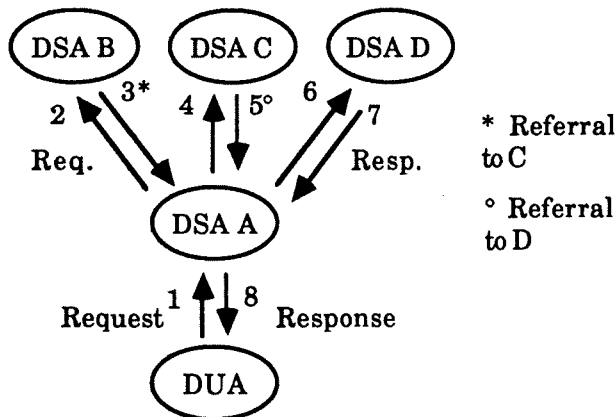 DSA B
DSA C
DSA D
2
3*
4
5°
6
7
* Referral
to C
Req.
Resp.
DSA A
° Referral
to D
1
8
Request
Response
DUA